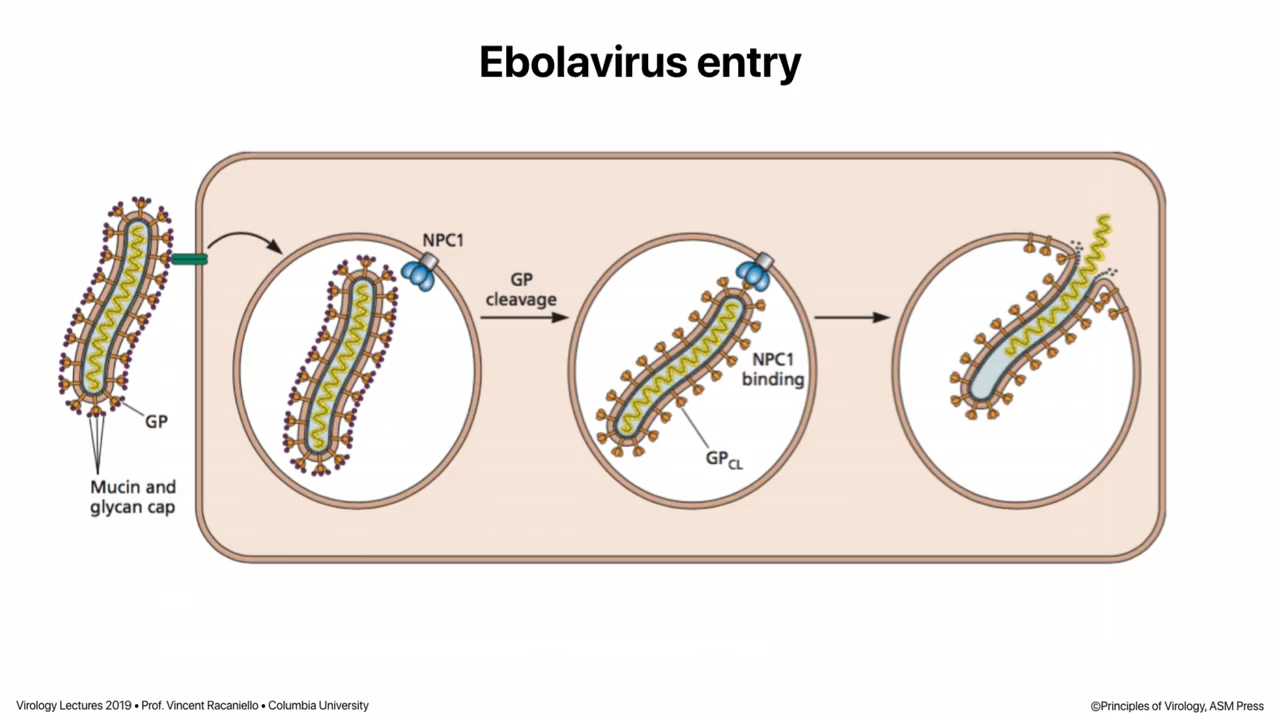 Ebolavirus entry
NPC1
GP
cleavage
NPC1
binding
GP
GPCL
Mucin and
glycan cap
Virology Lectures 2019 • Prof. Vincent Racaniello • Columbia University
©Principles of Virology, ASM Press